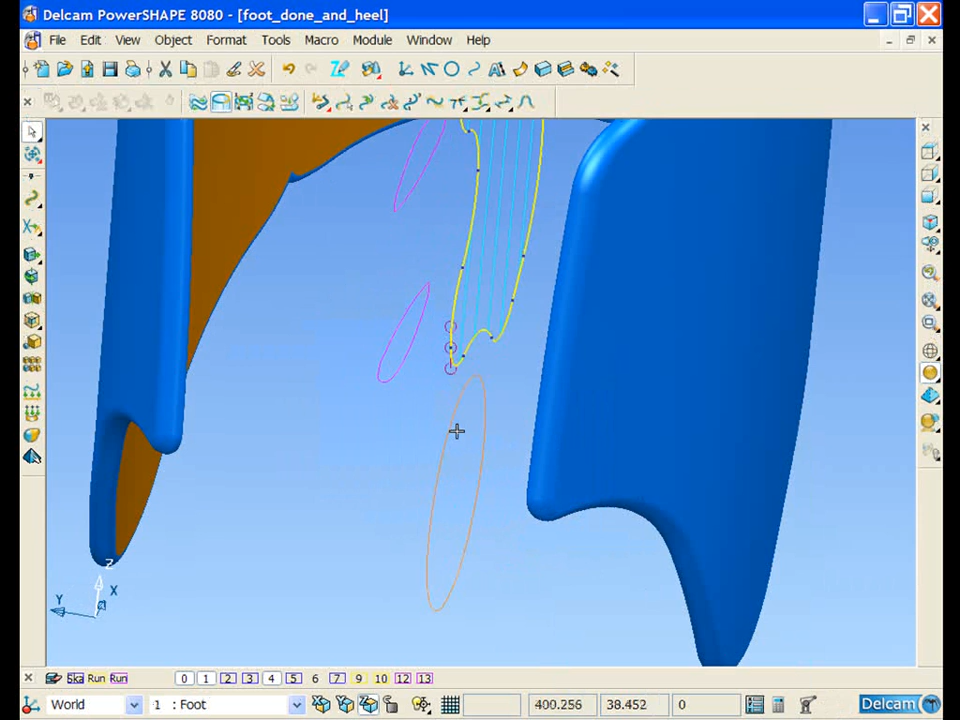 Delcam PowerSHAPE 8080 - [foot_done_and_heel]
File Edit View Object Format Tools Macro Module Window Help
Z
X
Y
Ska Run Run 0 1 2 3 4 5 6 7 9 10 12 13
World 1 : Foot 400.256 38.452 0 Delcam